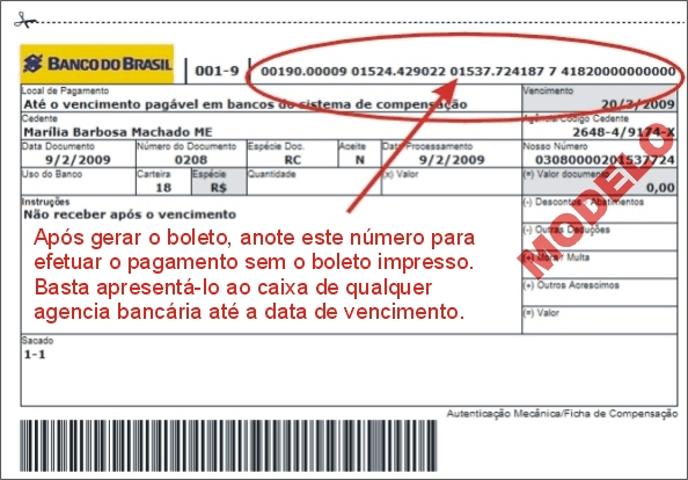 BANCO DO BRASIL
001-9
00190.00009 01524.429022 01537.724187 7 41820000000000
Local de Pagamento
Vencimento
Até o vencimento pagável em bancos do sistema de compensação
20/2/2009
Cedente
Agência Código Cedente
Marília Barbosa Machado ME
2648-4/9174-X
Data Documento
Número do Documento
Espécie Doc.
Aceite
Data Processamento
Nosso Número
9/2/2009
0208
RC
N
9/2/2009
03080000201537724
Uso do Banco
Carteira
Espécie
Quantidade
(x) Valor
(=) Valor documento
18
R$
0,00
Instruções
(-) Descontos Abatimentos
Não receber após o vencimento
(-) Outras Deduções
Após gerar o boleto, anote este número para
efetuar o pagamento sem o boleto impresso.
(+) Mora / Multa
Basta apresentá-lo ao caixa de qualquer
(+) Outros Acrescimos
agencia bancária até a data de vencimento.
(=) Valor
MODELO
Sacado
1-1
Autenticação Mecânica/Ficha de Compensação